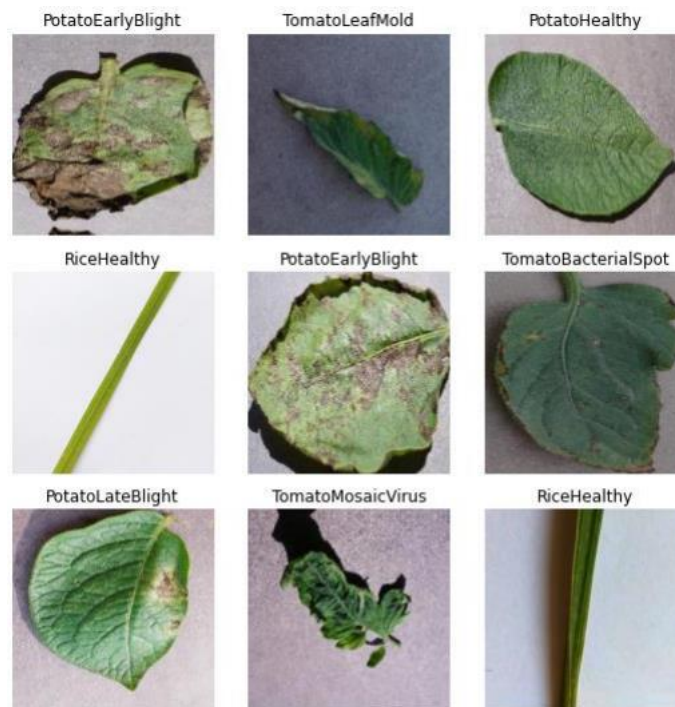 PotatoEarlyBlight
TomatoLeafMold
PotatoHealthy
RiceHealthy
PotatoEarlyBlight
TomatoBacterialSpot
PotatoLateBlight
TomatoMosaicVirus
RiceHealthy